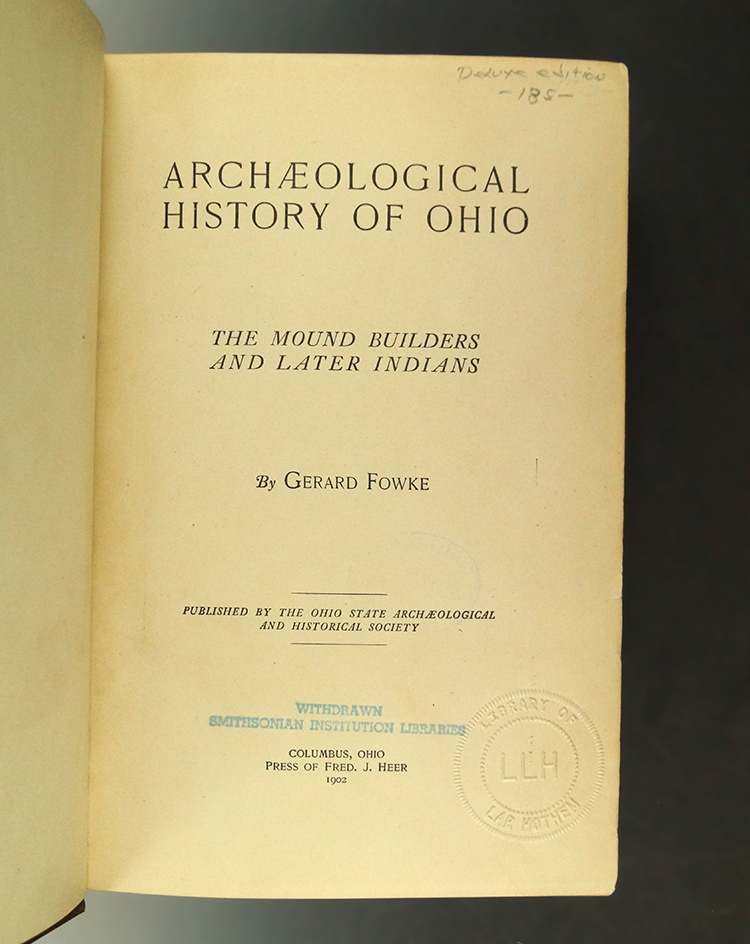 Deluxe edition
-185-
ARCHÆOLOGICAL
HISTORY OF OHIO
THE MOUND BUILDERS
AND LATER INDIANS
By GERARD FOWKE
PUBLISHED BY THE OHIO STATE ARCHÆOLOGICAL
AND HISTORICAL SOCIETY
WITHDRAWN
SMITHSONIAN INSTITUTION LIBRARIES
COLUMBUS, OHIO
PRESS OF FRED. J. HEER
1902
LIBRARY OF
LLH
LAR HOTHEM